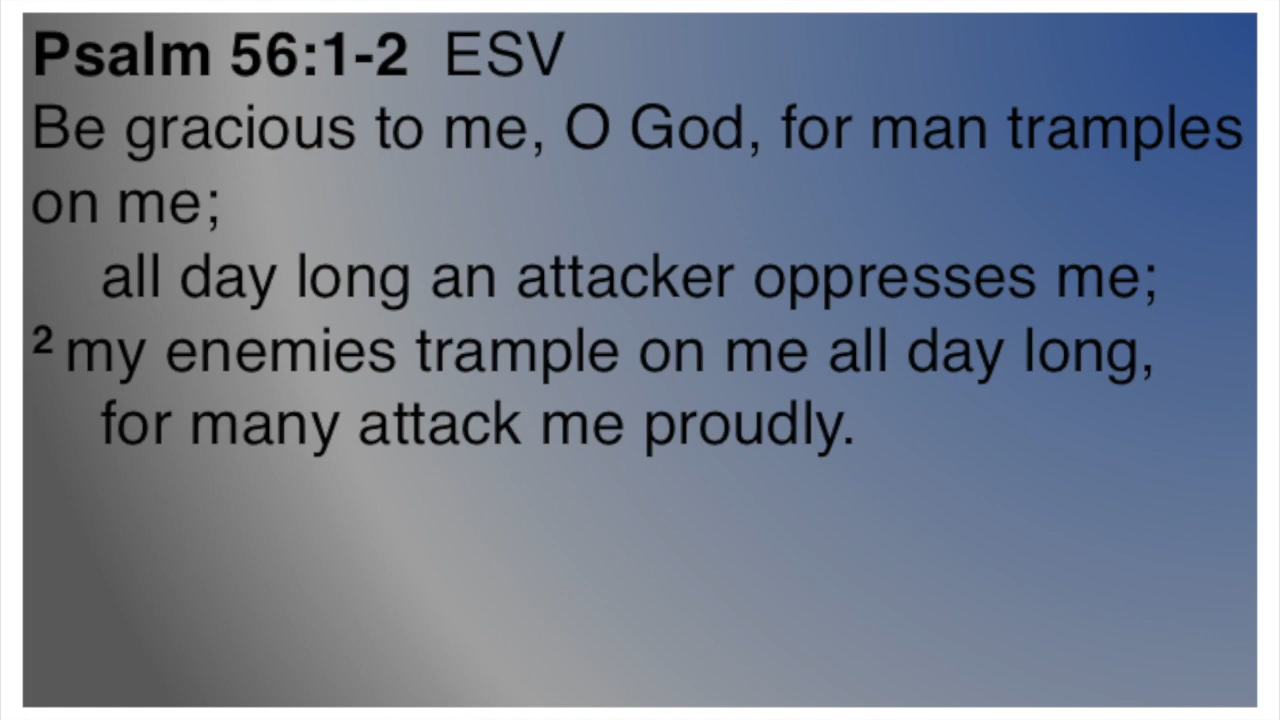 Psalm 56:1-2 ESV
Be gracious to me, O God, for man tramples
on me;
all day long an attacker oppresses me;
² my enemies trample on me all day long,
for many attack me proudly.